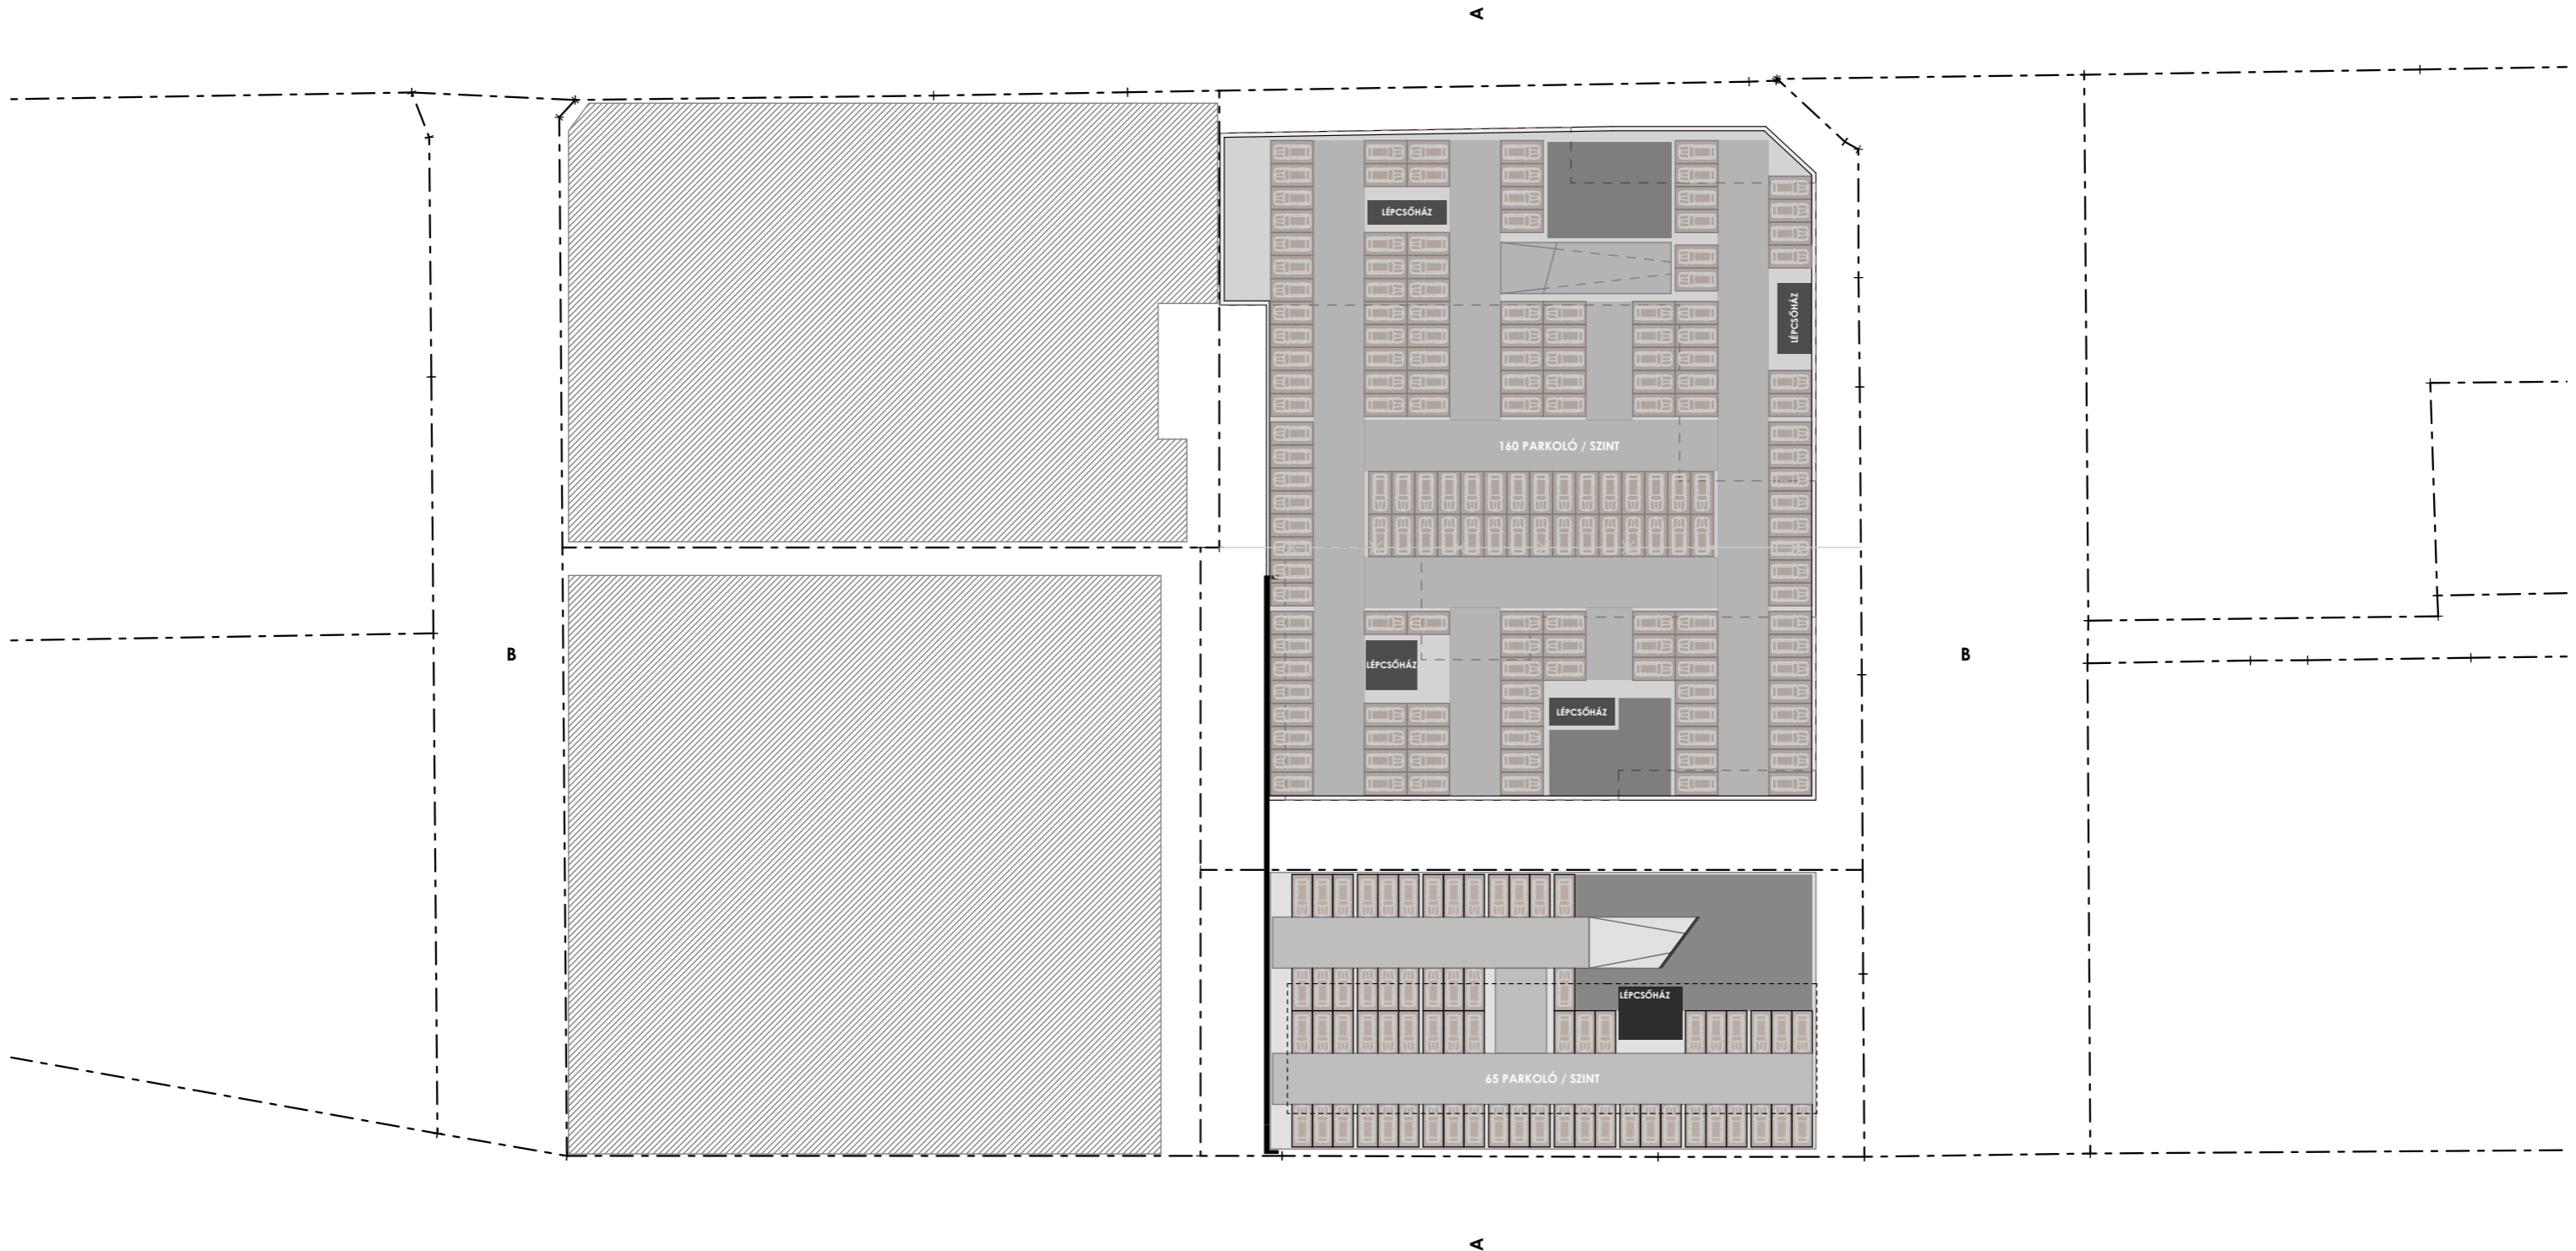 A
LÉPCSŐHÁZ
LÉPCSŐHÁZ
160 PARKOLÓ / SZINT
B
B
LÉPCSŐHÁZ
LÉPCSŐHÁZ
LÉPCSŐHÁZ
65 PARKOLÓ / SZINT
A